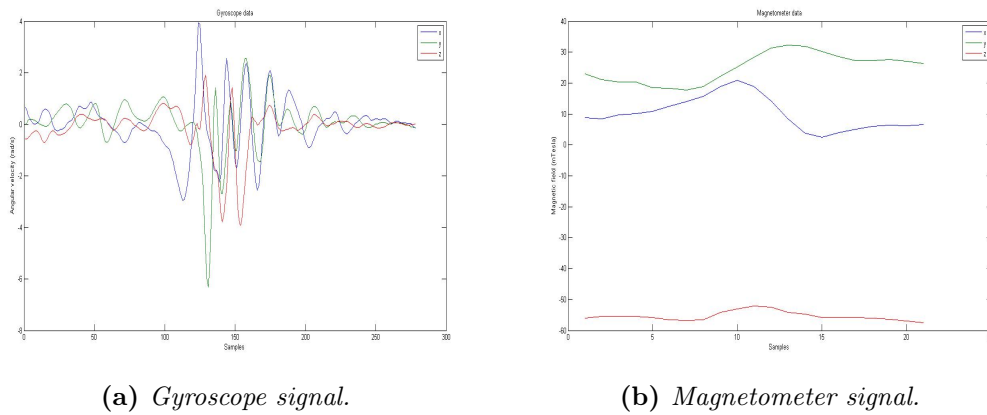 Gyroscope data
4
2
0
-2
-4
-6
-8
0
50
100
150
200
250
300
x
y
z
Angular velocity (rad/s)
Samples
Magnetometer data
40
30
20
10
0
-10
-20
-30
-40
-50
-60
0
5
10
15
20
25
x
y
z
Magnetic field (mTesla)
Samples
(a) Gyroscope signal.
(b) Magnetometer signal.